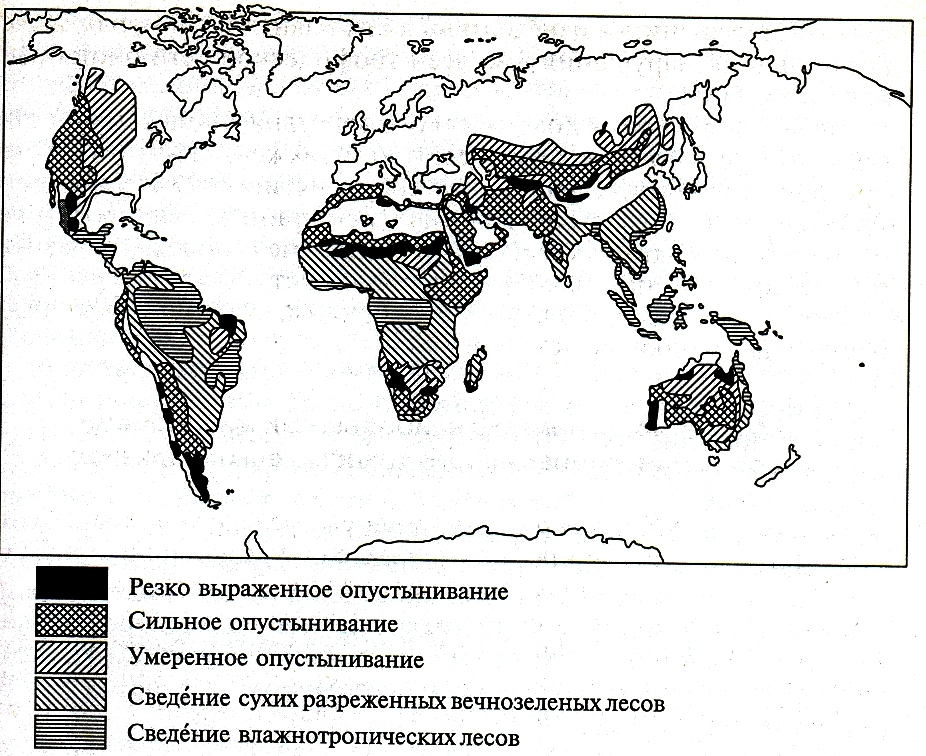 Резко выраженное опустынивание
Сильное опустынивание
Умеренное опустынивание
Сведе́ние сухих разреженных вечнозеленых лесов
Сведе́ние влажнотропических лесов